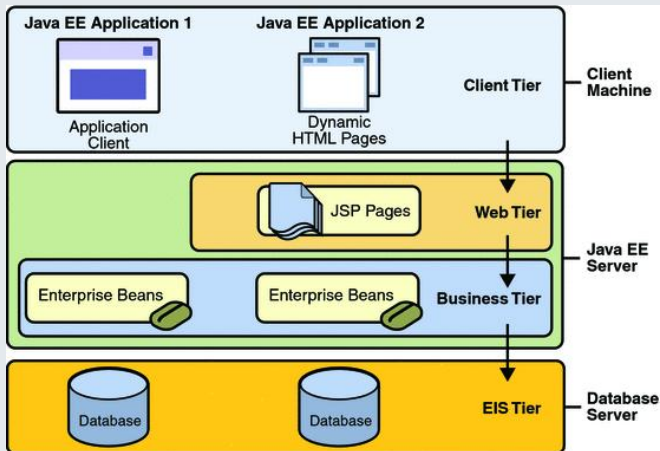 Java EE Application 1
Java EE Application 2
Application
Client
Dynamic
HTML Pages
Client Tier
Client
Machine
JSP Pages
Web Tier
Java EE
Server
Enterprise Beans
Enterprise Beans
Business Tier
Database
Database
EIS Tier
Database
Server